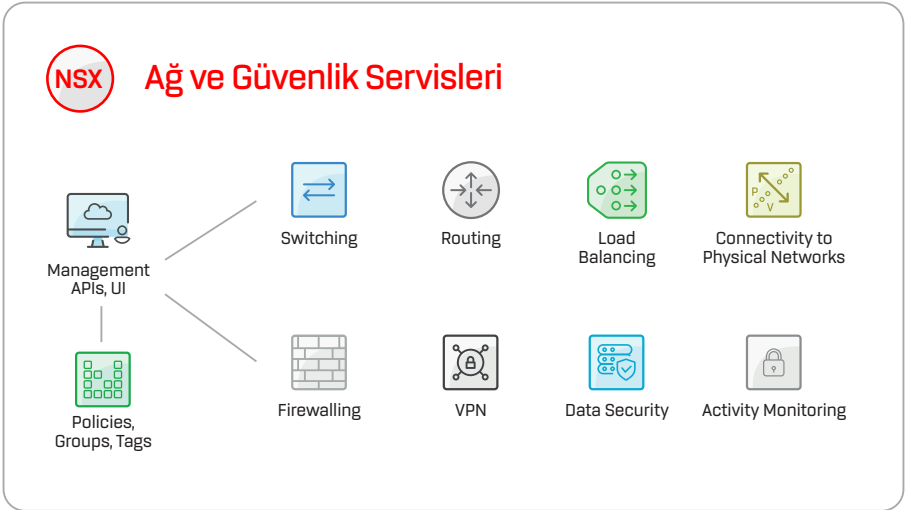 NSX
Ağ ve Güvenlik Servisleri
Management
APIs, UI
Policies,
Groups, Tags
Switching
Routing
Load
Balancing
P
V
Connectivity to
Physical Networks
Firewalling
VPN
Data Security
Activity Monitoring